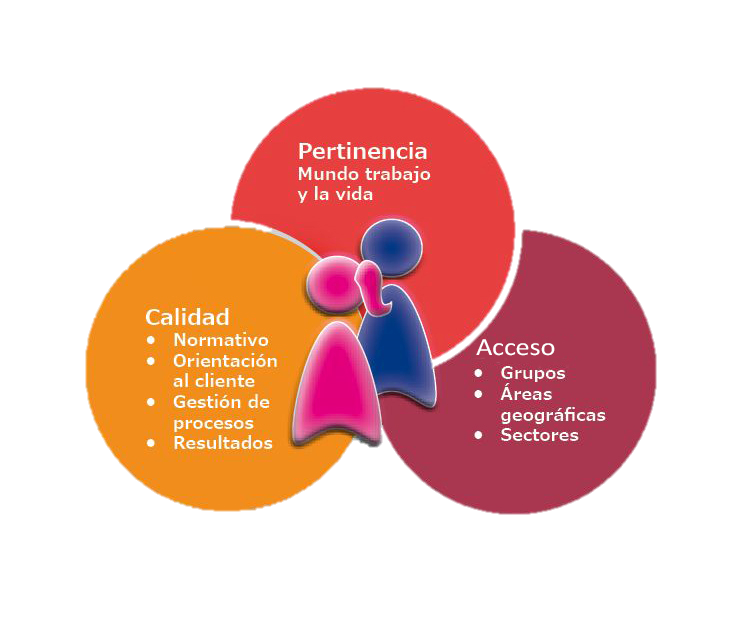 Pertinencia
Mundo trabajo
y la vida
Calidad
• Normativo
• Orientación
al cliente
• Gestión de
procesos
• Resultados
Acceso
• Grupos
• Áreas
geográficas
• Sectores